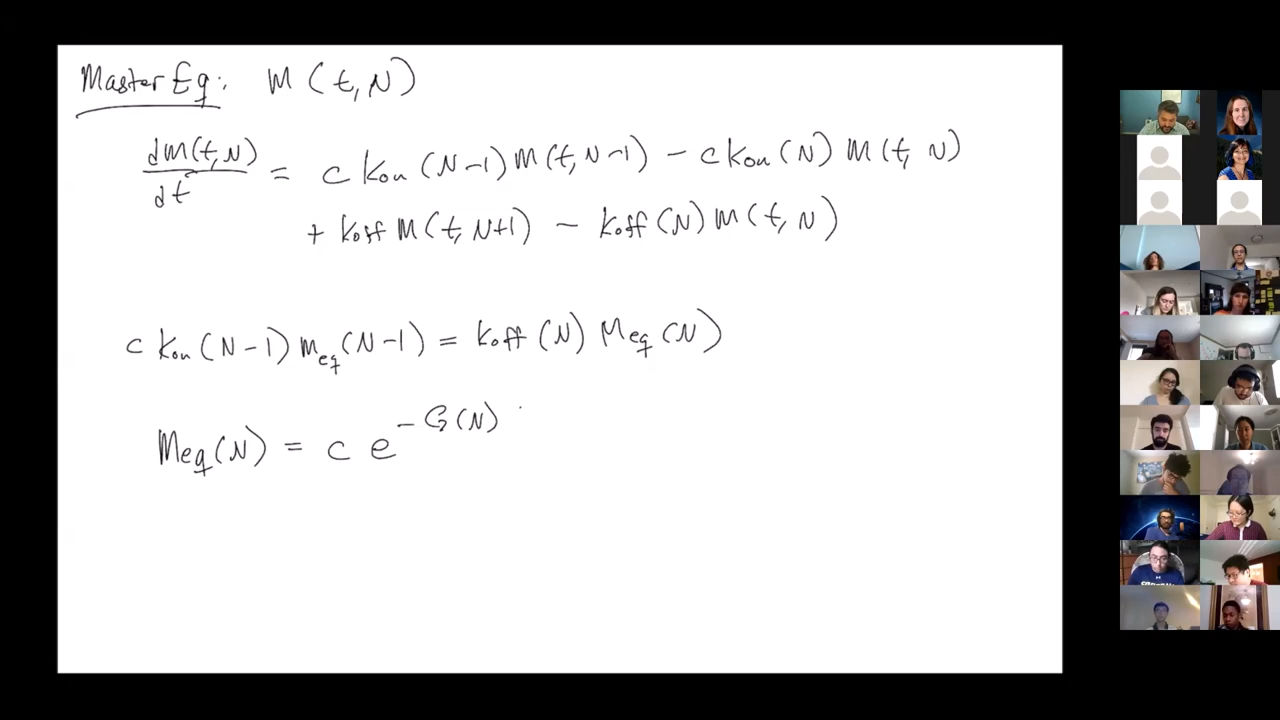 Master Eq: M(t,N)
dM(t,N)/dt = c kon(N-1)M(t,N-1) - c kon(N) M(t,N)
+ koff M(t,N+1) - koff(N)M(t,N)
c kon(N-1) Meq(N-1) = koff(N) Meq(N)
Meq(N) = c e^-G(N)